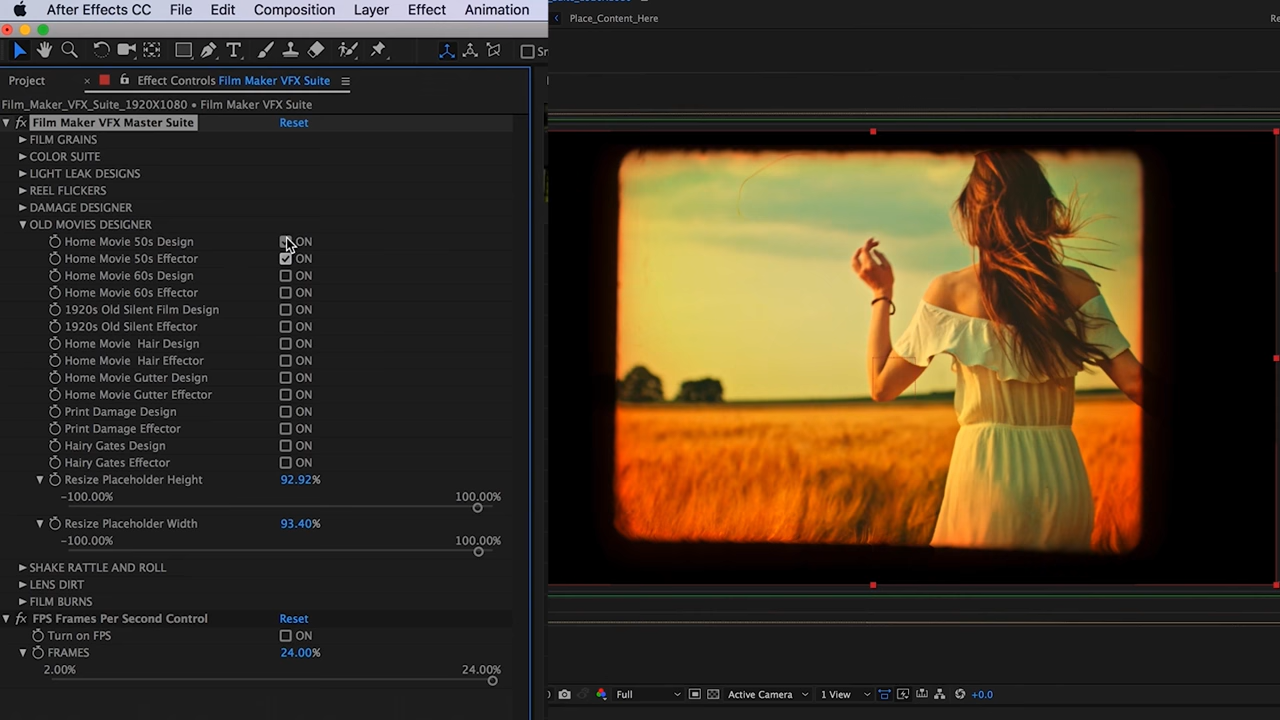 After Effects CC File Edit Composition Layer Effect Animation
Place_Content_Here
Project × Effect Controls Film Maker VFX Suite
Film_Maker_VFX_Suite_1920X1080 • Film Maker VFX Suite
fx Film Maker VFX Master Suite Reset
FILM GRAINS
COLOR SUITE
LIGHT LEAK DESIGNS
REEL FLICKERS
DAMAGE DESIGNER
OLD MOVIES DESIGNER
Home Movie 50s Design ON
Home Movie 50s Effector ON
Home Movie 60s Design ON
Home Movie 60s Effector ON
1920s Old Silent Film Design ON
1920s Old Silent Effector ON
Home Movie  Hair Design ON
Home Movie  Hair Effector ON
Home Movie Gutter Design ON
Home Movie Gutter Effector ON
Print Damage Design ON
Print Damage Effector ON
Hairy Gates Design ON
Hairy Gates Effector ON
Resize Placeholder Height 92.92%
-100.00% 100.00%
Resize Placeholder Width 93.40%
-100.00% 100.00%
SHAKE RATTLE AND ROLL
LENS DIRT
FILM BURNS
fx FPS Frames Per Second Control Reset
Turn on FPS ON
FRAMES 24.00%
2.00% 24.00%
Full Active Camera 1 View +0.0